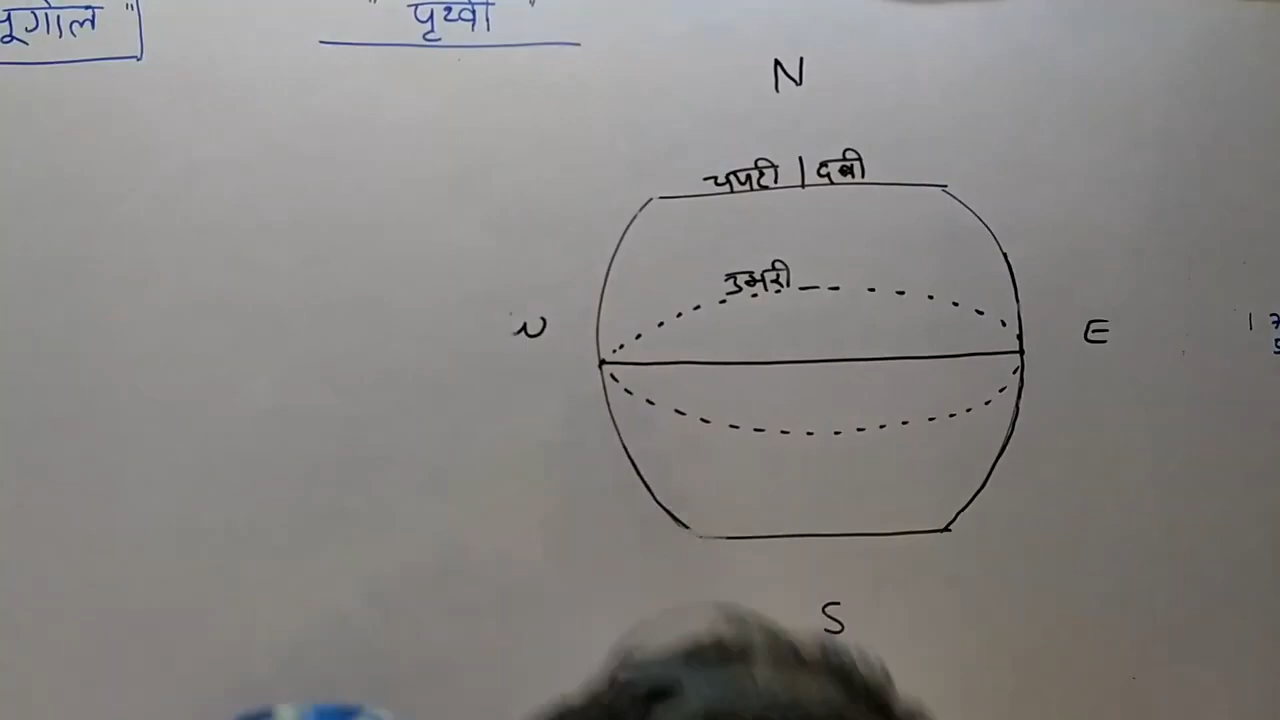 भूगोल "
" पृथ्वी "
N
चपटी | दबी
उभरी
W
E
S